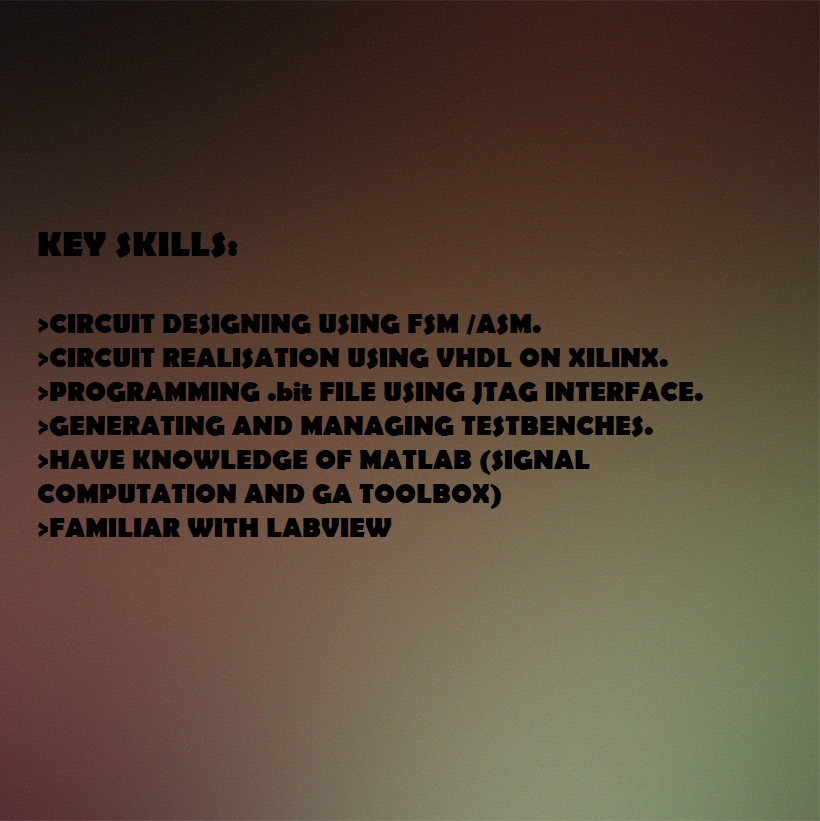 KEY SKILLS:
>CIRCUIT DESIGNING USING FSM /ASM.
>CIRCUIT REALISATION USING VHDL ON XILINX.
>PROGRAMMING .bit FILE USING JTAG INTERFACE.
>GENERATING AND MANAGING TESTBENCHES.
>HAVE KNOWLEDGE OF MATLAB (SIGNAL
COMPUTATION AND GA TOOLBOX)
>FAMILIAR WITH LABVIEW